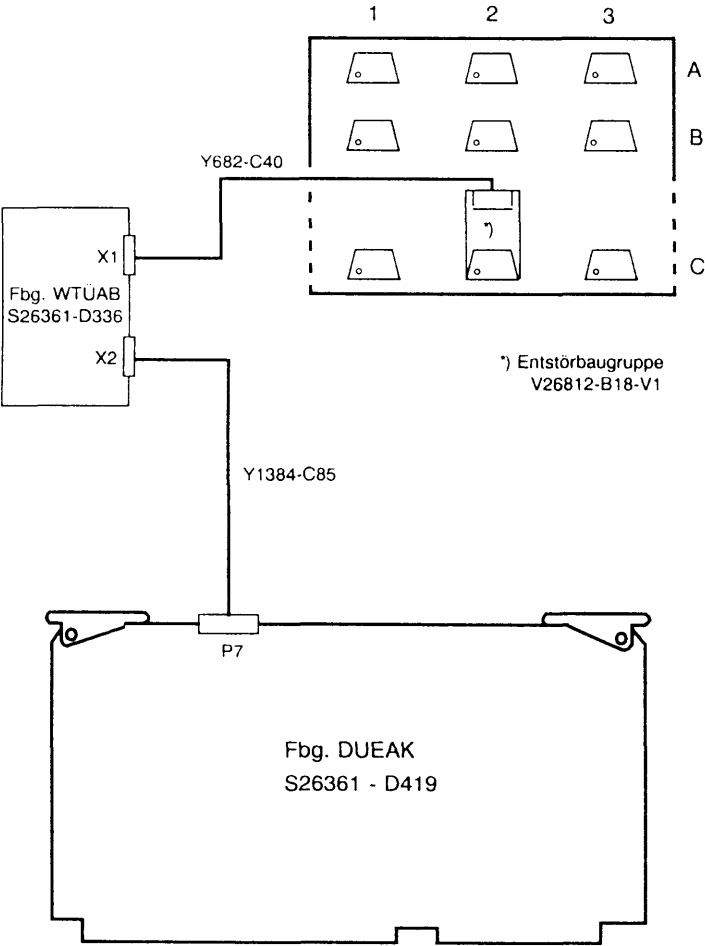 1 2 3
A
B
Y682-C40
*)
X1
C
Fbg. WTÜAB
S26361-D336
X2
*) Entstörbaugruppe
V26812-B18-V1
Y1384-C85
P7
Fbg. DUEAK
S26361 - D419